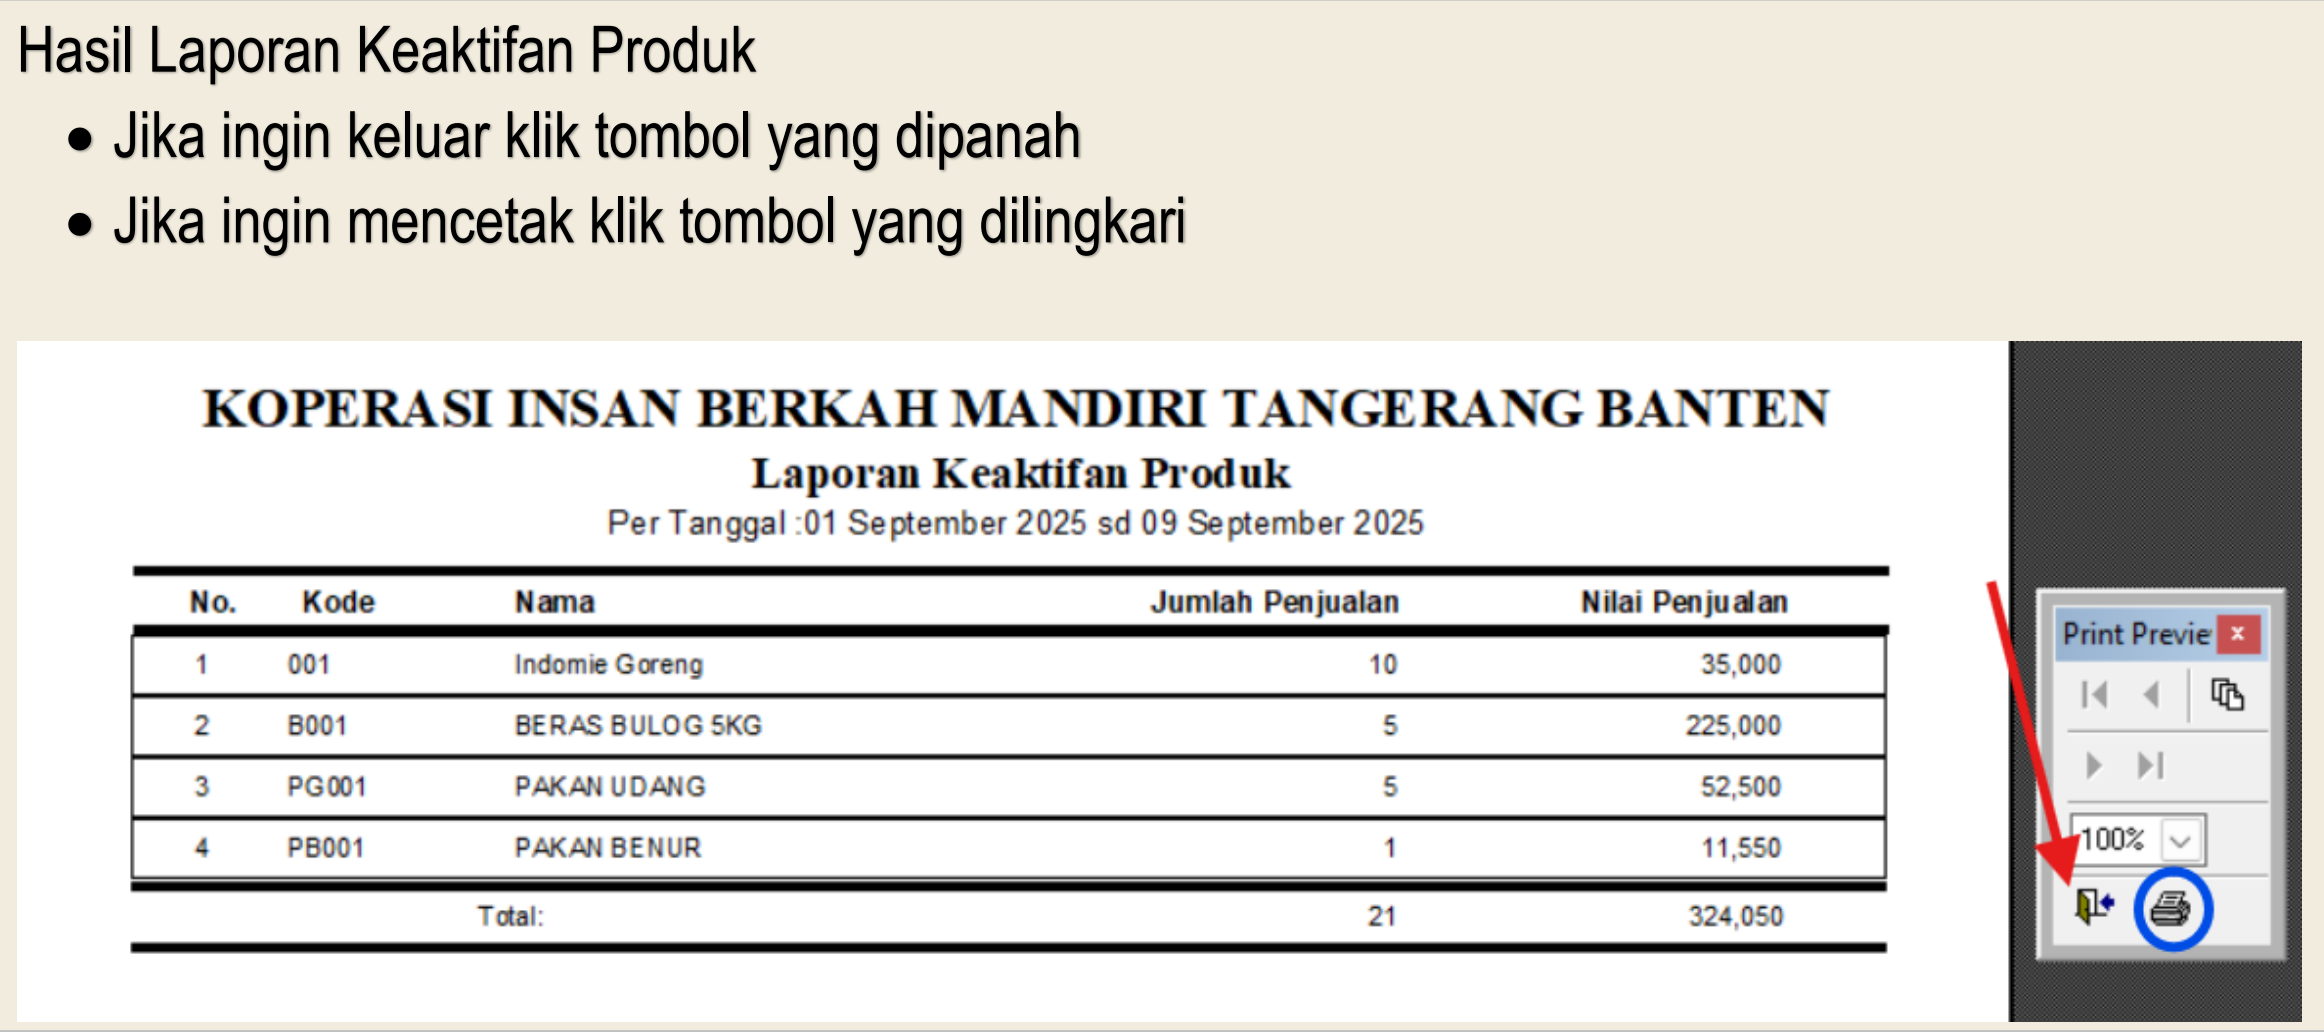 Hasil Laporan Keaktifan Produk
• Jika ingin keluar klik tombol yang dipanah
• Jika ingin mencetak klik tombol yang dilingkari
KOPERASI INSAN BERKAH MANDIRI TANGERANG BANTEN
Laporan Keaktifan Produk
Per Tanggal :01 September 2025 sd 09 September 2025
No. Kode Nama Jumlah Penjualan Nilai Penjualan
1 001 Indomie Goreng 10 35,000
2 B001 BERAS BULOG 5KG 5 225,000
3 PG001 PAKAN UDANG 5 52,500
4 PB001 PAKAN BENUR 1 11,550
Total: 21 324,050
Print Previe
100%